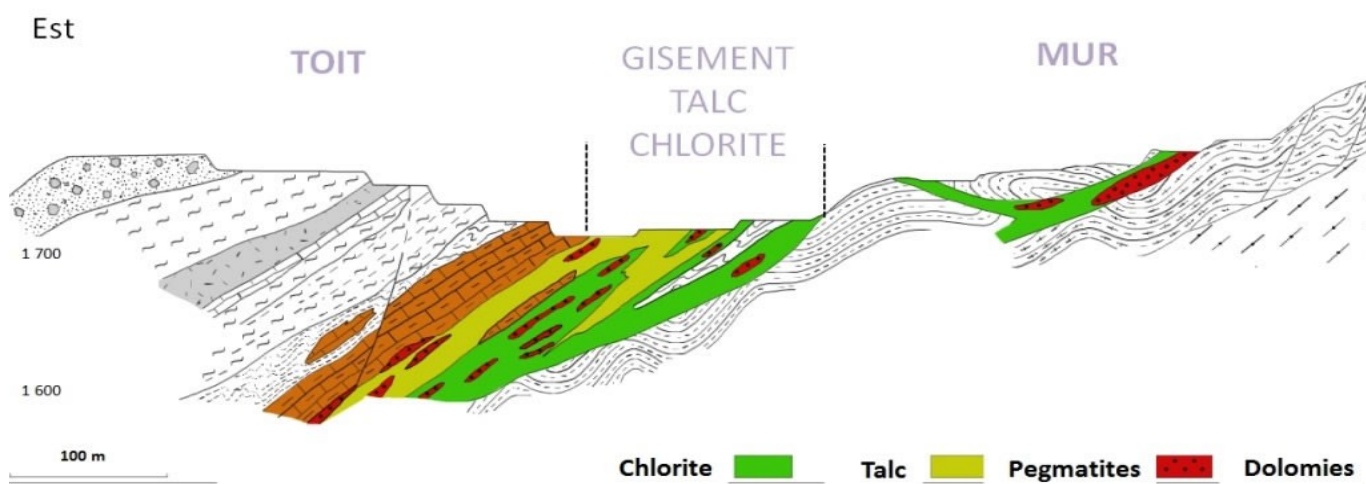 Est
TOIT
GISEMENT
TALC
CHLORITE
MUR
1 700
1 600
100 m
Chlorite
Talc
Pegmatites
Dolomies